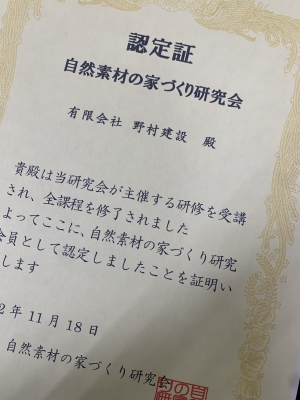 認定証
自然素材の家づくり研究会
有限会社 野村建設 殿
貴殿は当研究会が主催する研修を受講
され、全課程を修了されました
よってここに、自然素材の家づくり研究
会員として認定しましたことを証明い
します
2年11月18日
自然素材の家づくり研究会